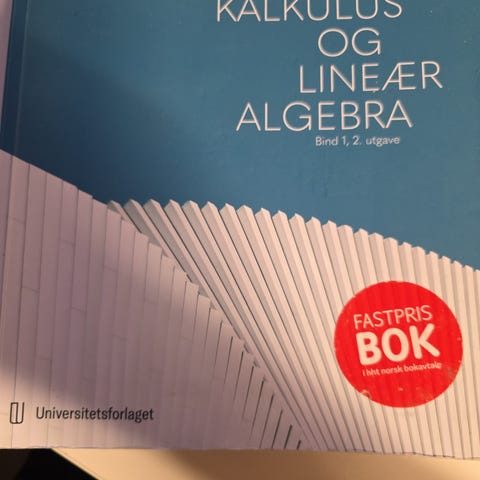 KALKULUS
OG
LINEÆR
ALGEBRA
Bind 1, 2. utgave
FASTPRIS
BOK
i hht norsk bokavtale
Universitetsforlaget